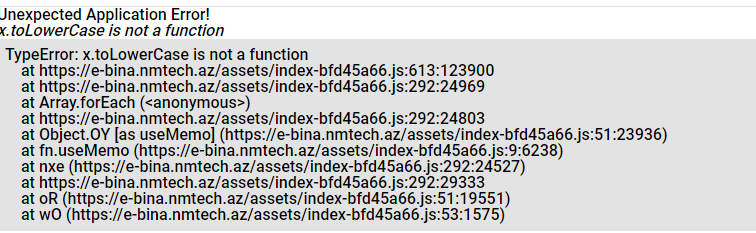 Unexpected Application Error!
x.toLowerCase is not a function
TypeError: x.toLowerCase is not a function
at https://e-bina.nmtech.az/assets/index-bfd45a66.js:613:123900
at https://e-bina.nmtech.az/assets/index-bfd45a66.js:292:24969
at Array.forEach (<anonymous>)
at https://e-bina.nmtech.az/assets/index-bfd45a66.js:292:24803
at Object.OY [as useMemo] (https://e-bina.nmtech.az/assets/index-bfd45a66.js:51:23936)
at fn.useMemo (https://e-bina.nmtech.az/assets/index-bfd45a66.js:9:6238)
at nxe (https://e-bina.nmtech.az/assets/index-bfd45a66.js:292:24527)
at https://e-bina.nmtech.az/assets/index-bfd45a66.js:292:29333
at oR (https://e-bina.nmtech.az/assets/index-bfd45a66.js:51:19551)
at wO (https://e-bina.nmtech.az/assets/index-bfd45a66.js:53:1575)